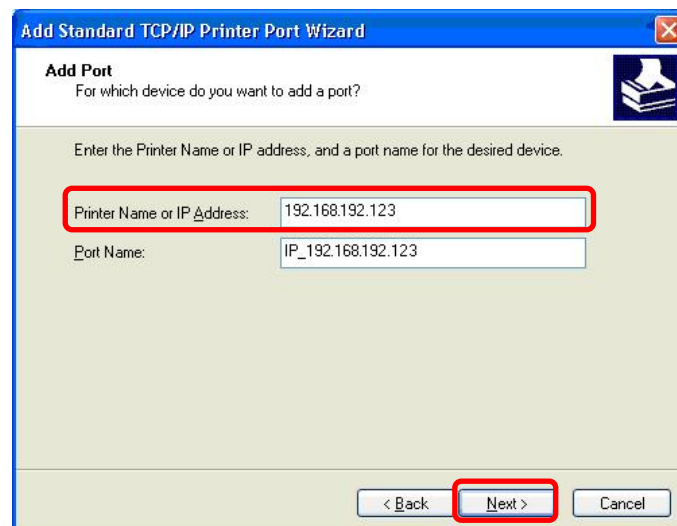 Add Standard TCP/IP Printer Port Wizard
Add Port
For which device do you want to add a port?
Enter the Printer Name or IP address, and a port name for the desired device.
Printer Name or IP Address: 192.168.192.123
Port Name: IP_192.168.192.123
< Back Next > Cancel